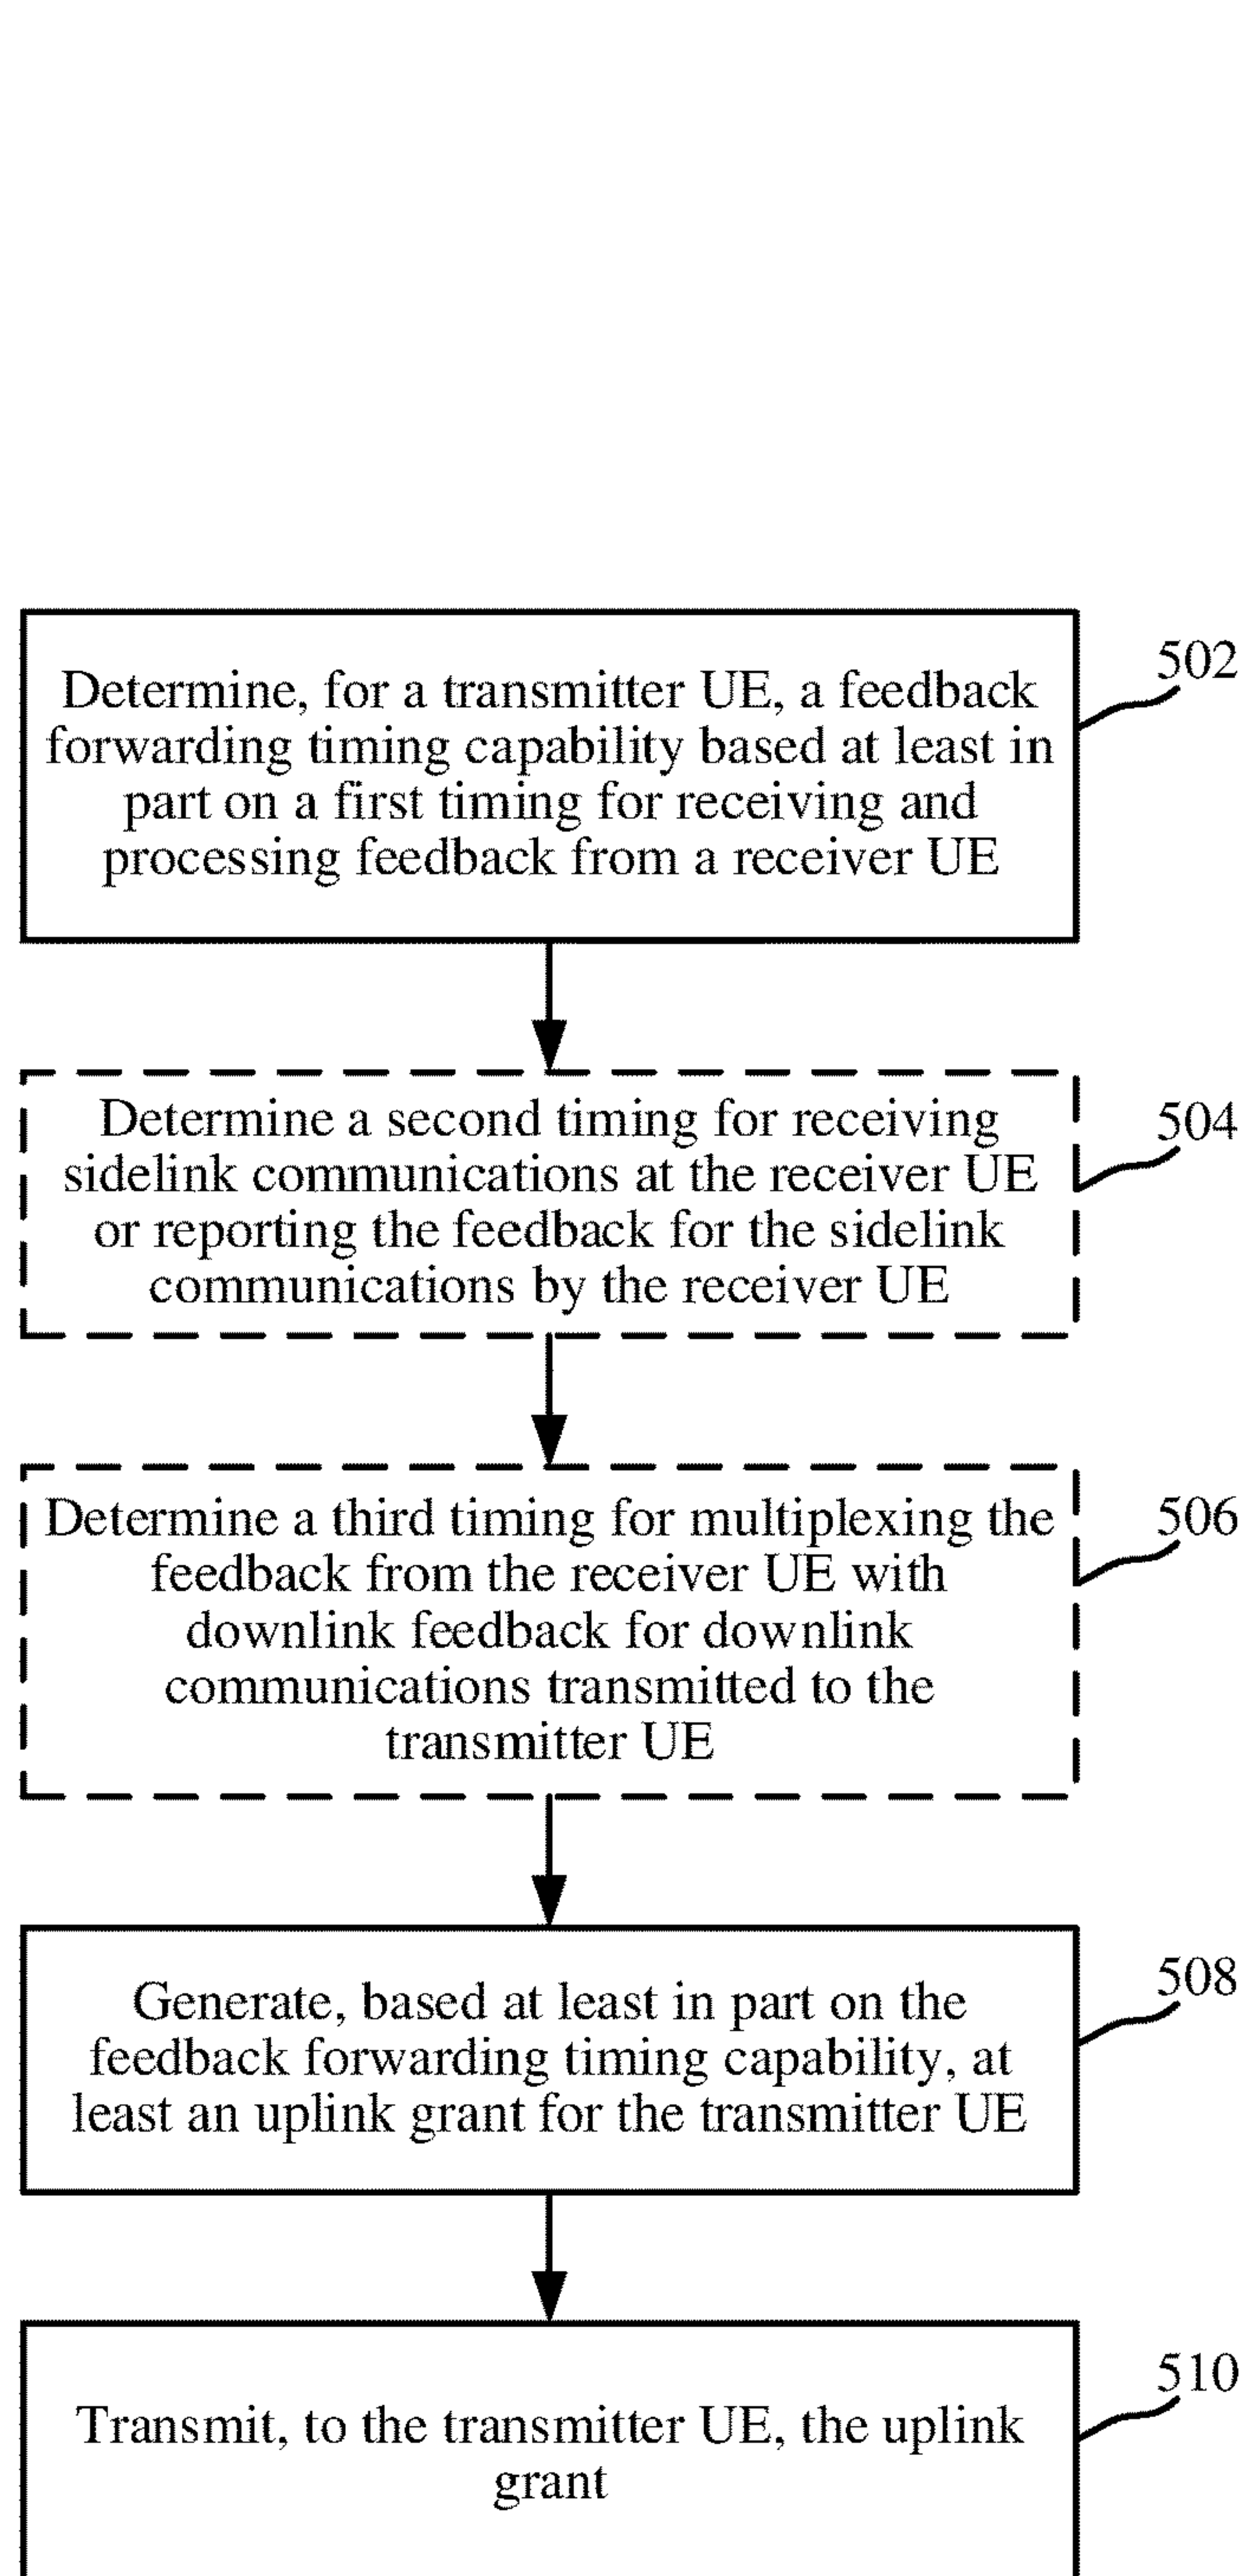 Determine, for a transmitter UE, a feedback
forwarding timing capability based at least in
part on a first timing for receiving and
processing feedback from a receiver UE
502
Determine a second timing for receiving
sidelink communications at the receiver UE
or reporting the feedback for the sidelink
communications by the receiver UE
504
Determine a third timing for multiplexing the
feedback from the receiver UE with
downlink feedback for downlink
communications transmitted to the
transmitter UE
506
Generate, based at least in part on the
feedback forwarding timing capability, at
least an uplink grant for the transmitter UE
508
Transmit, to the transmitter UE, the uplink
grant
510